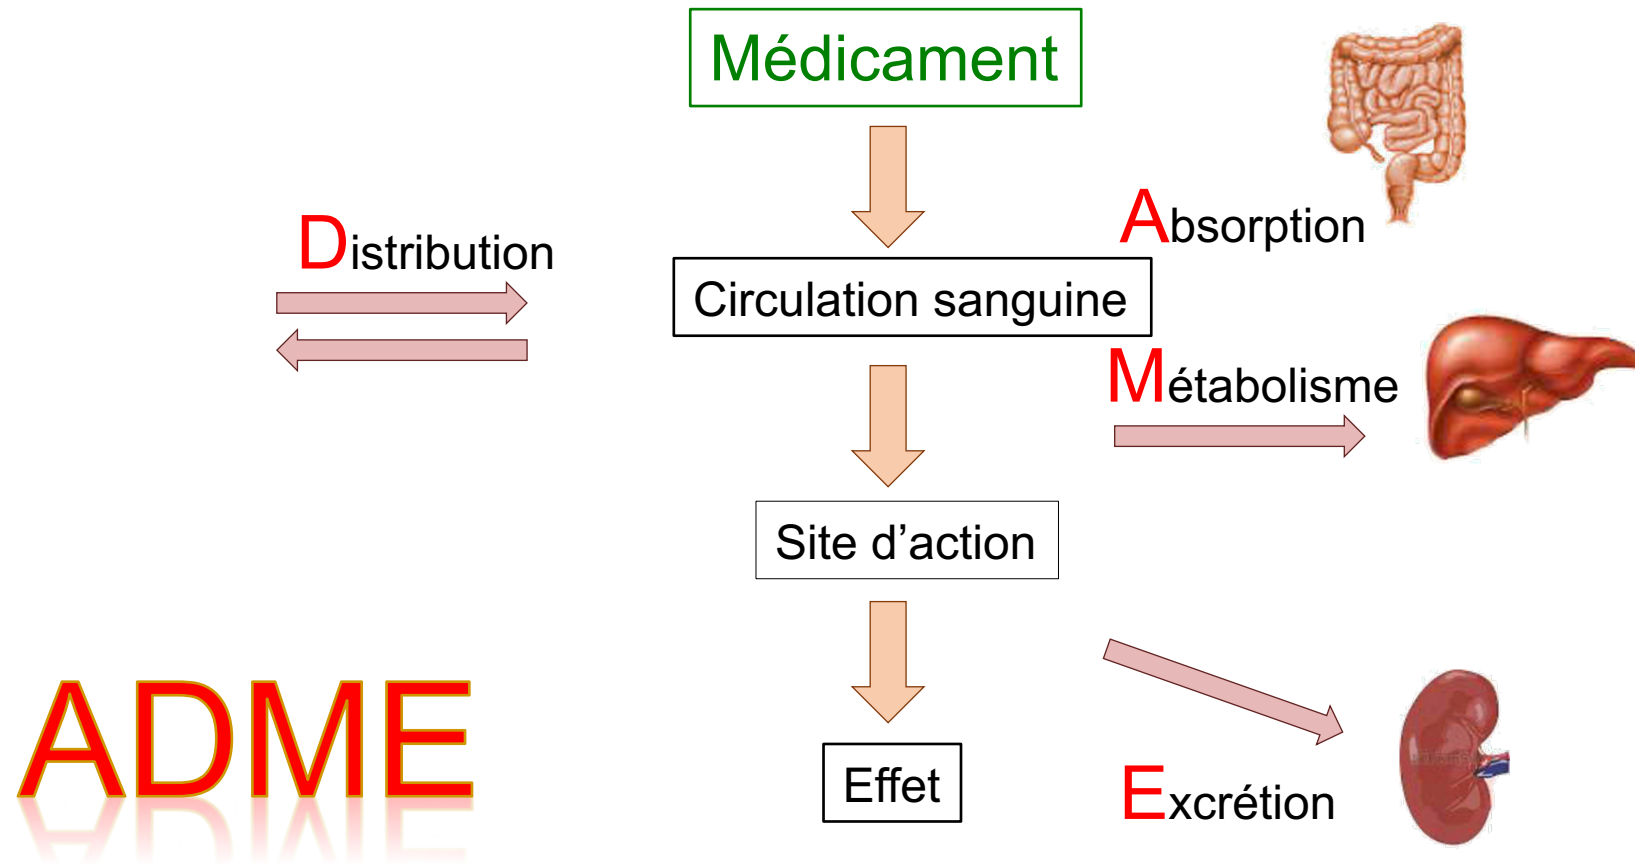 Médicament
Absorption
Distribution
Circulation sanguine
Métabolisme
Site d’action
ADME
Effet
Excrétion